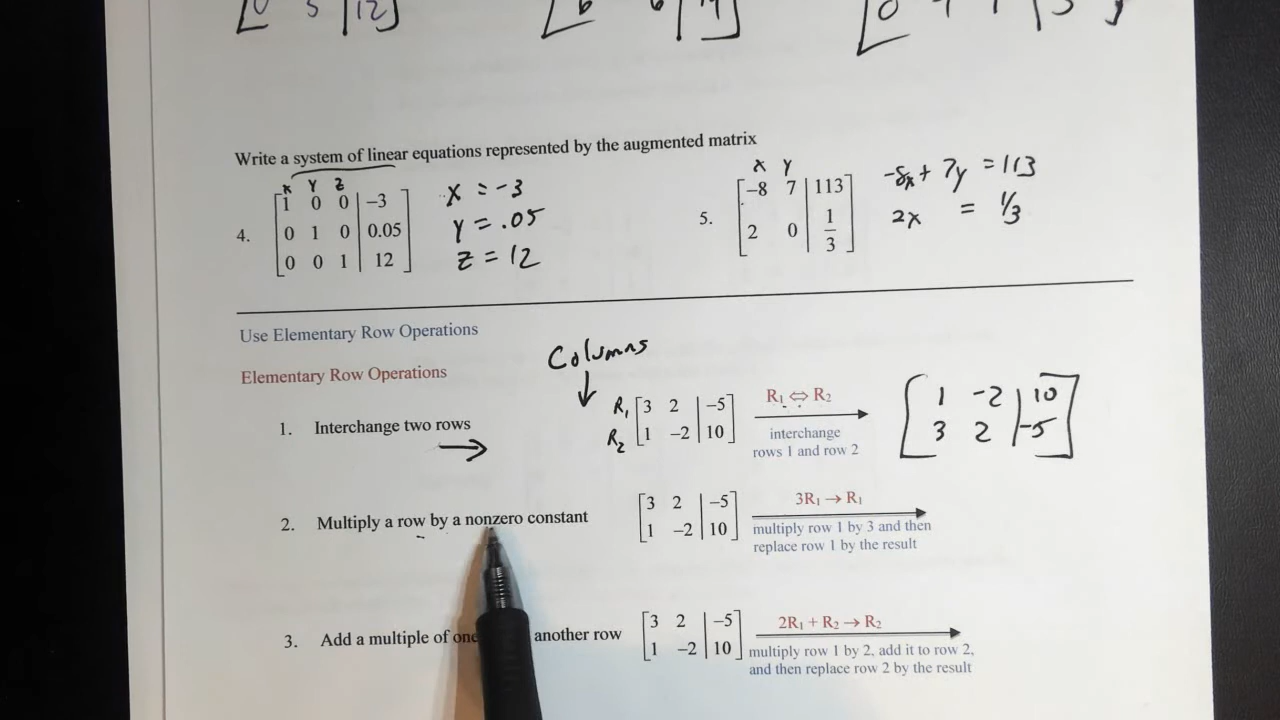 0 5 | 12
6 6 | 14
0
Write a system of linear equations represented by the augmented matrix
X Y Z
4. [1 0 0 | -3] X = -3
[0 1 0 | 0.05] Y = .05
[0 0 1 | 12] Z = 12
X Y
5. [-8 7 | 113] -8x + 7y = 113
[2 0 | 1/3] 2x = 1/3
Use Elementary Row Operations
Elementary Row Operations
Columns
1. Interchange two rows
R1 [3 2 | -5] R1 ⇔ R2 [1 -2 | 10]
R2 [1 -2 | 10] interchange [3 2 | -5]
rows 1 and row 2
2. Multiply a row by a nonzero constant
[3 2 | -5] 3R1 → R1
[1 -2 | 10] multiply row 1 by 3 and then
replace row 1 by the result
3. Add a multiple of another row
[3 2 | -5] 2R1 + R2 → R2
[1 -2 | 10] multiply row 1 by 2, add it to row 2,
and then replace row 2 by the result